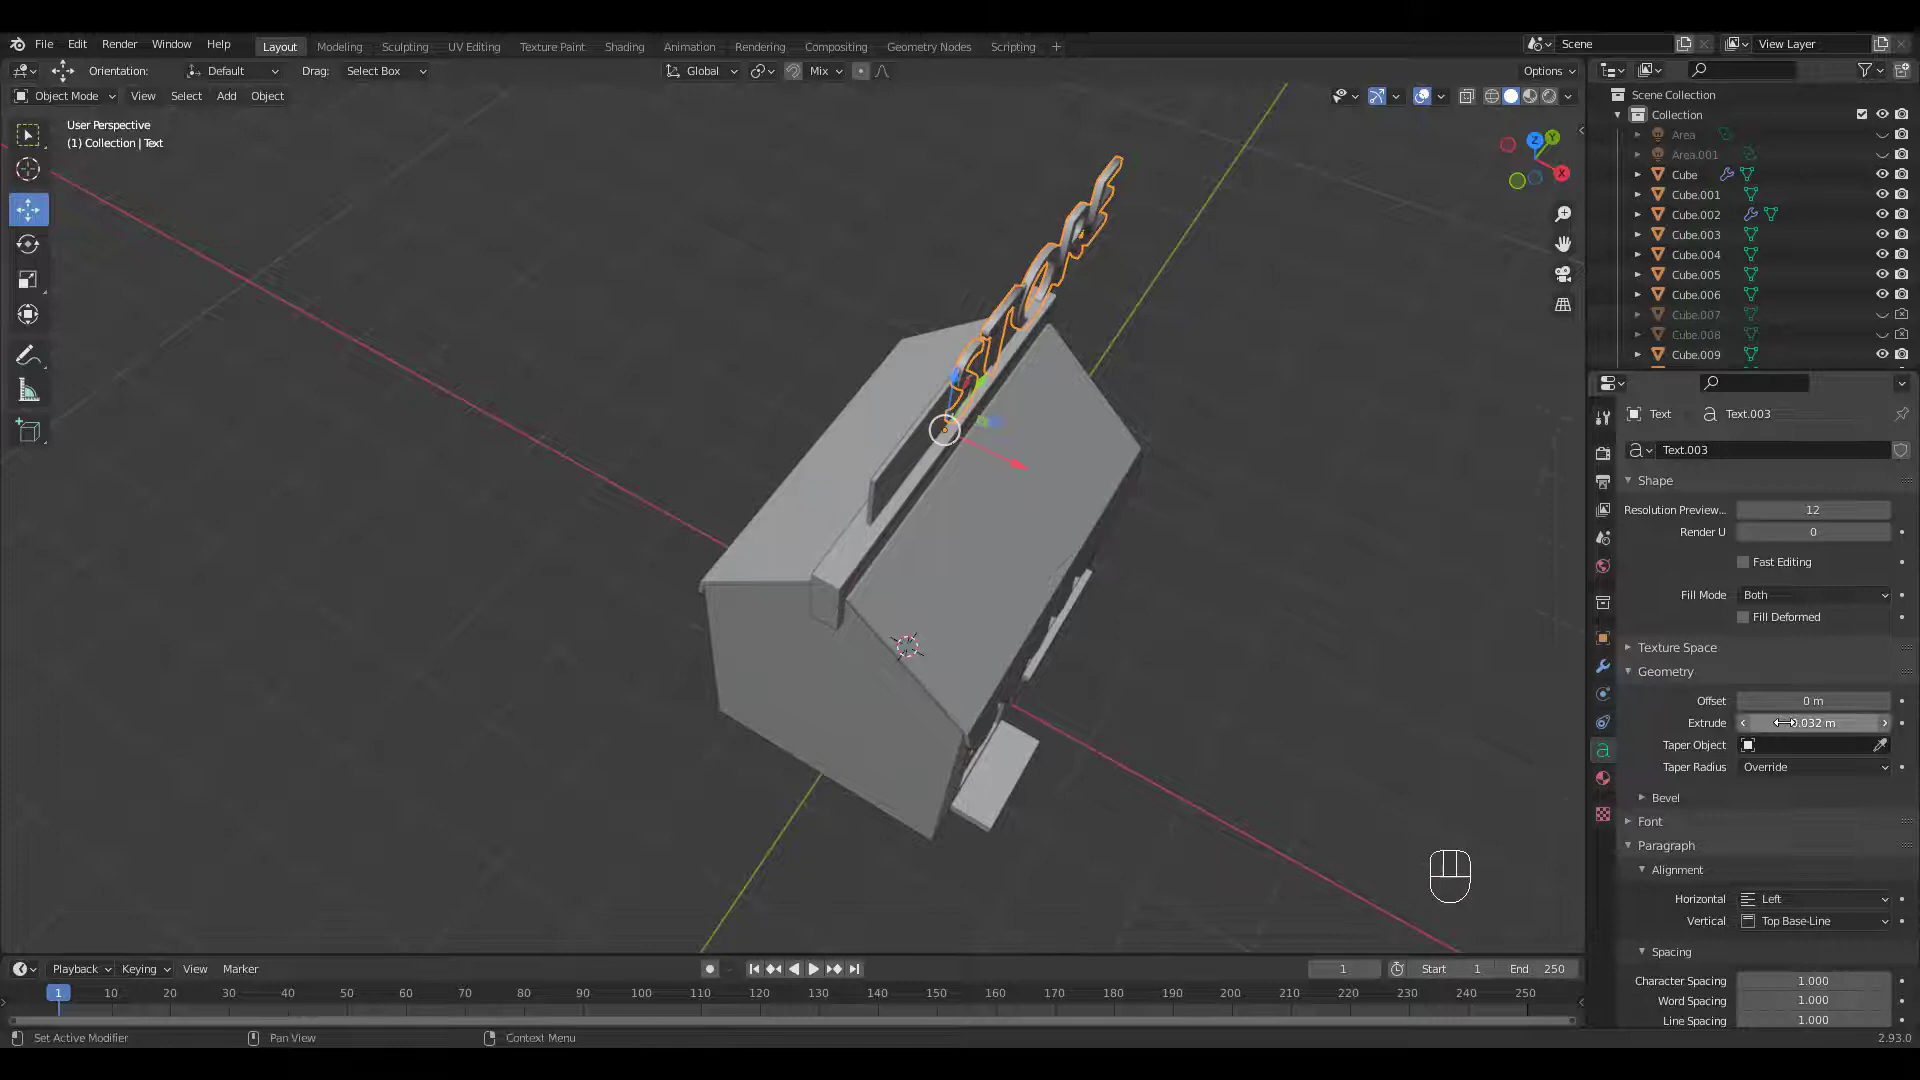 File Edit Render Window Help Layout Modeling Sculpting UV Editing Texture Paint Shading Animation Rendering Compositing Geometry Nodes Scripting + Scene View Layer
Orientation: Default Drag: Select Box Global Mix Options
Object Mode View Select Add Object
User Perspective
(1) Collection | Text
Z Y X
Scene Collection
Collection
Area
Area.001
Cube
Cube.001
Cube.002
Cube.003
Cube.004
Cube.005
Cube.006
Cube.007
Cube.008
Cube.009
Text Text.003
Text.003
Shape
Resolution Preview... 12
Render U 0
Fast Editing
Fill Mode Both
Fill Deformed
Texture Space
Geometry
Offset 0 m
Extrude .032 m
Taper Object
Taper Radius Override
Bevel
Font
Paragraph
Alignment
Horizontal Left
Vertical Top Base-Line
Spacing
Character Spacing 1.000
Word Spacing 1.000
Line Spacing 1.000
Playback Keying View Marker 1 Start 1 End 250
1 10 20 30 40 50 60 70 80 90 100 110 120 130 140 150 160 170 180 190 200 210 220 230 240 250
Set Active Modifier Pan View Context Menu 2.93.0